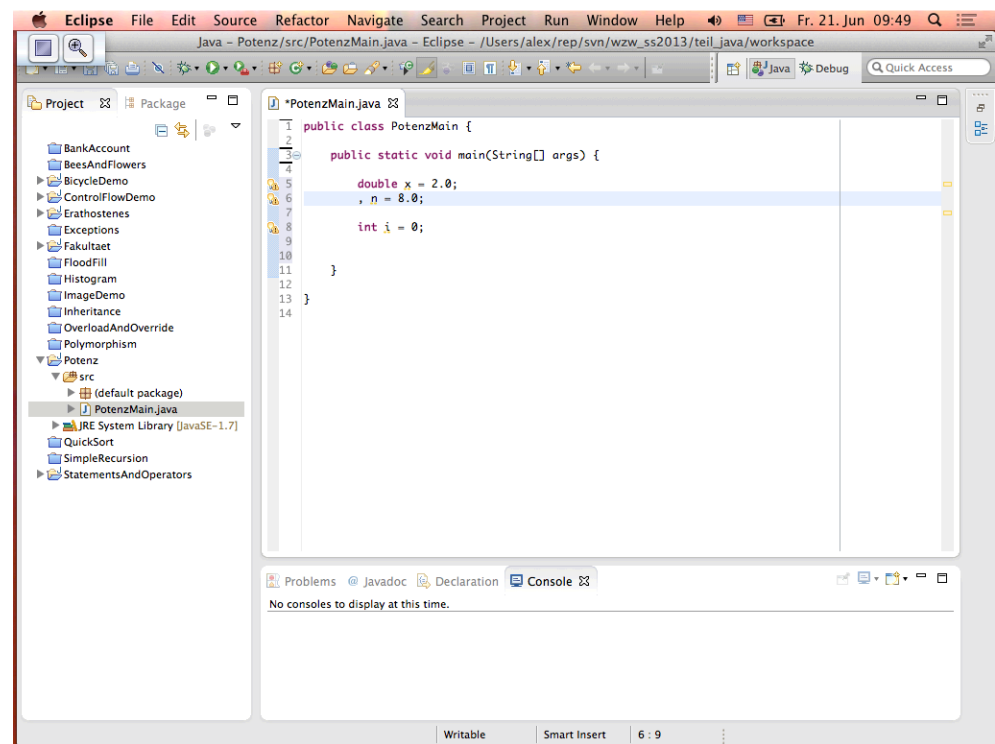 Eclipse File Edit Source Refactor Navigate Search Project Run Window Help Fr. 21. Jun 09:49
Java – Potenz/src/PotenzMain.java – Eclipse – /Users/alex/rep/svn/wzw_ss2013/teil_java/workspace
Java Debug Quick Access
Project Package
BankAccount
BeesAndFlowers
BicycleDemo
ControlFlowDemo
Erathostenes
Exceptions
Fakultaet
FloodFill
Histogram
ImageDemo
Inheritance
OverloadAndOverride
Polymorphism
Potenz
src
(default package)
PotenzMain.java
JRE System Library [JavaSE-1.7]
QuickSort
SimpleRecursion
StatementsAndOperators
*PotenzMain.java
1 public class PotenzMain {
2
3 public static void main(String[] args) {
4
5 double x = 2.0;
6 , n = 8.0;
7
8 int i = 0;
9
10
11 }
12
13 }
14
Problems @ Javadoc Declaration Console
No consoles to display at this time.
Writable Smart Insert 6 : 9